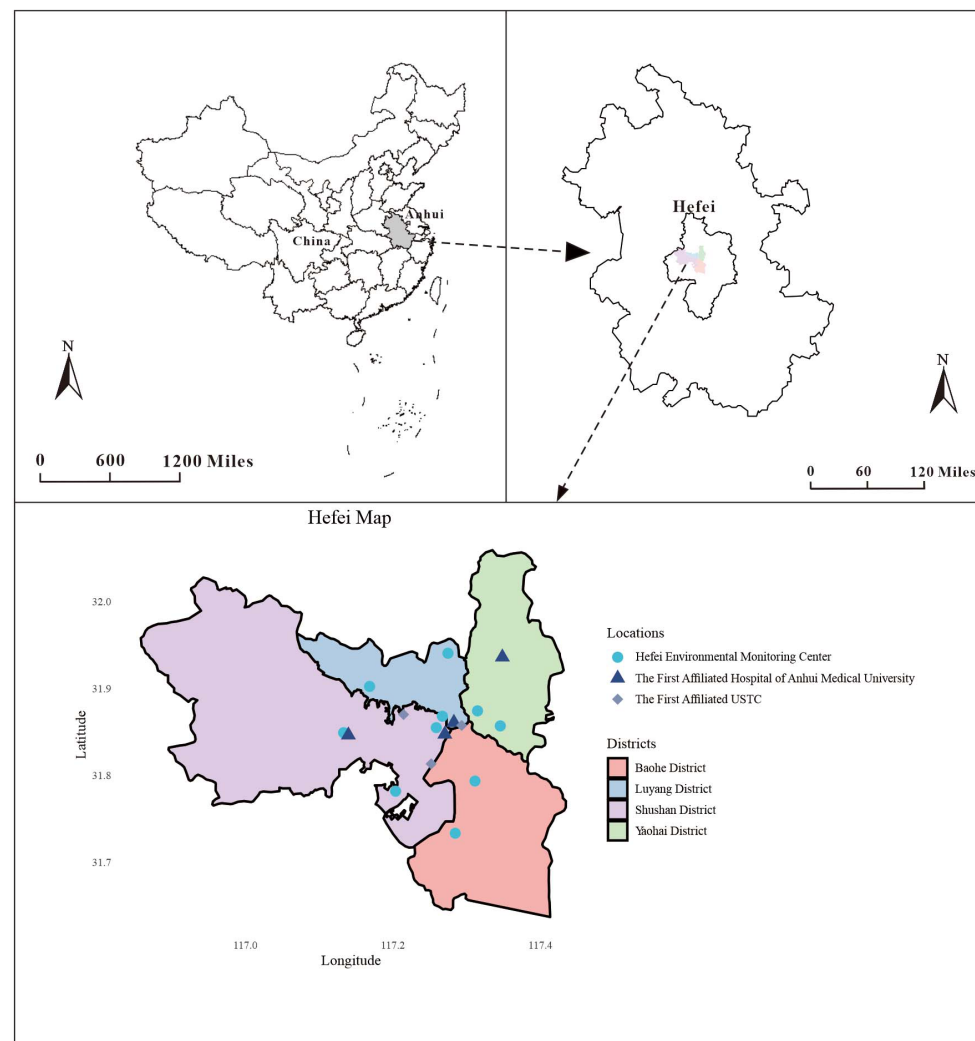 Anhui
China
N
0 600 1200 Miles
Hefei
N
0 60 120 Miles
Hefei Map
32.0
31.9
31.8
31.7
Latitude
117.0 117.2 117.4
Longitude
Locations
Hefei Environmental Monitoring Center
The First Affiliated Hospital of Anhui Medical University
The First Affiliated USTC
Districts
Baohe District
Luyang District
Shushan District
Yaohai District